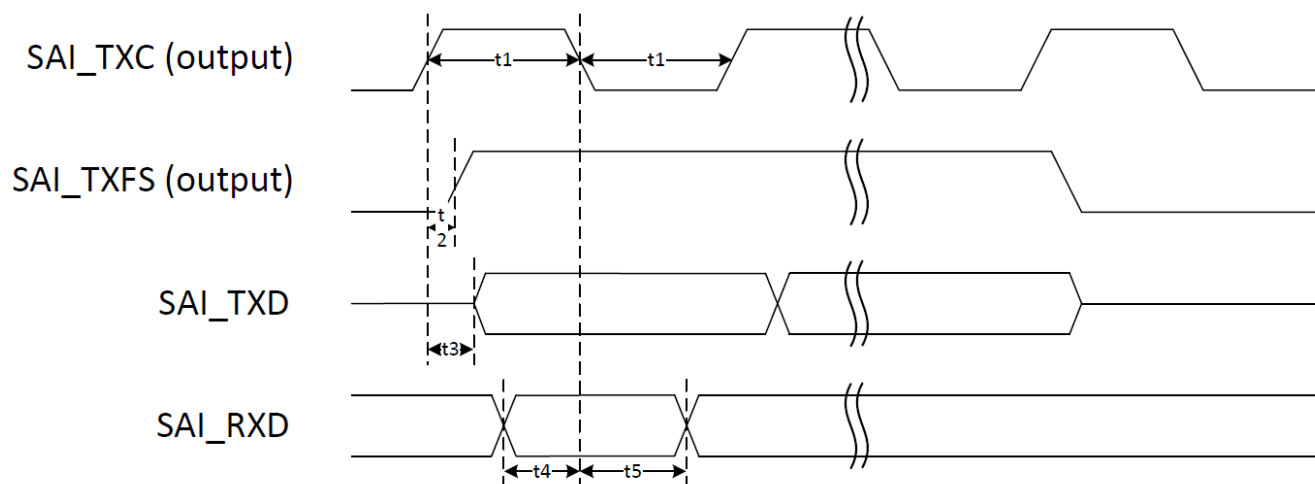 SAI_TXC (output)
t1
t1
SAI_TXFS (output)
t
2
SAI_TXD
t3
SAI_RXD
t4
t5